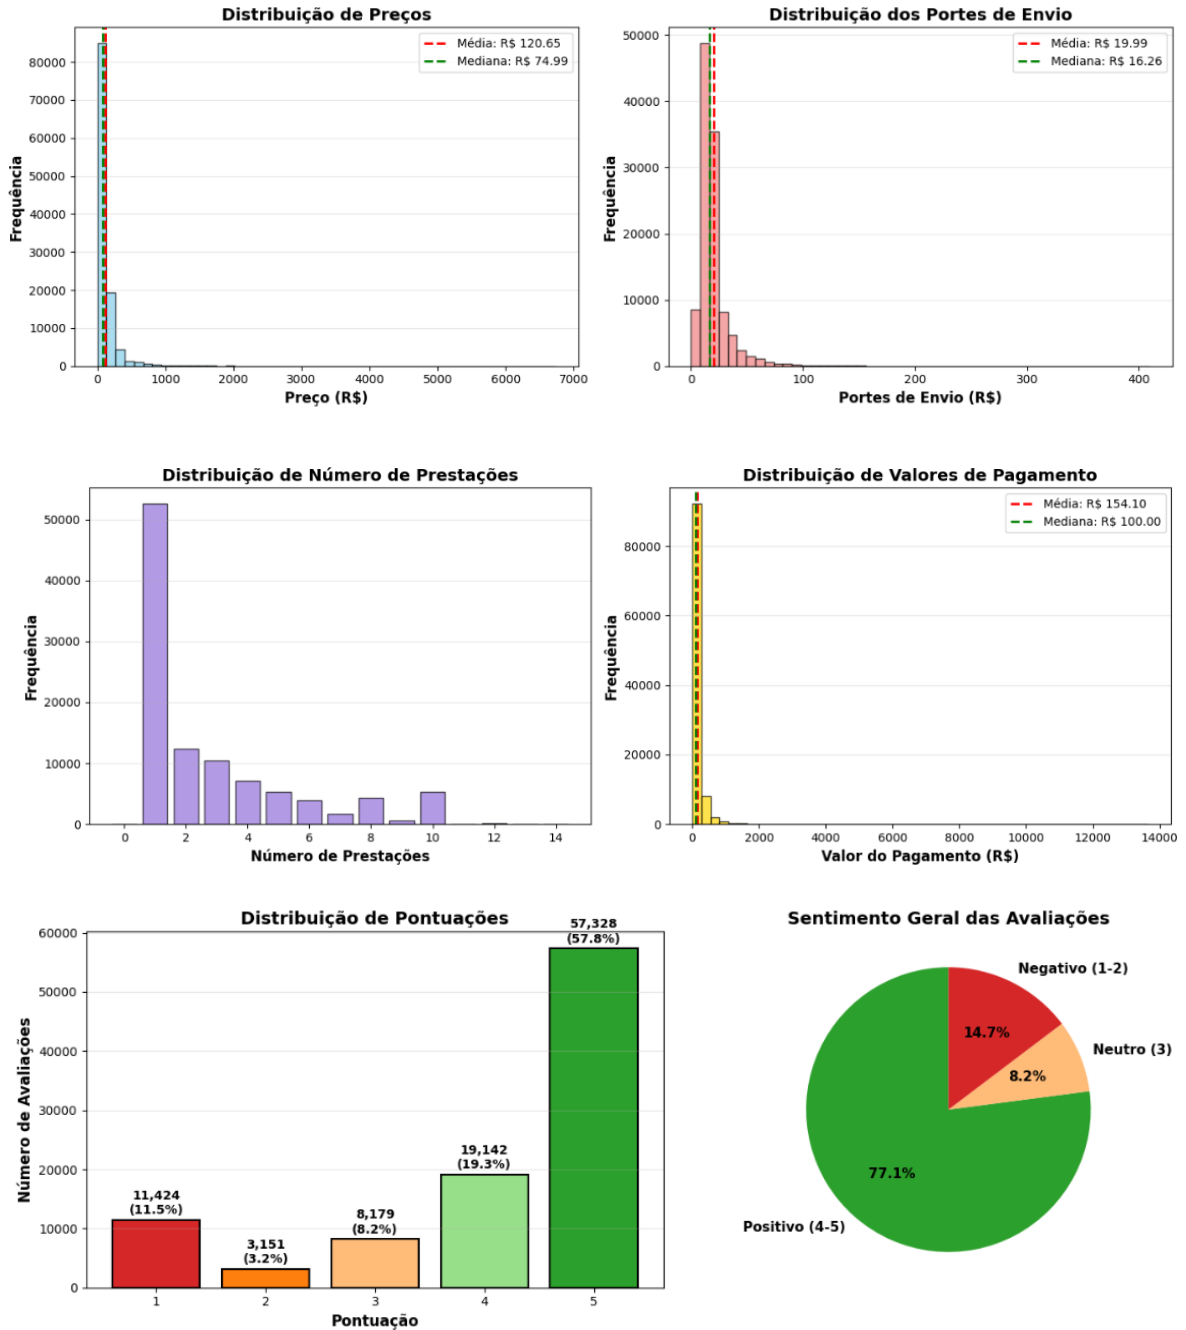 Distribuição de Preços
Média: R$ 120.65
Mediana: R$ 74.99
80000
70000
60000
50000
40000
30000
20000
10000
0
Frequência
0 1000 2000 3000 4000 5000 6000 7000
Preço (R$)
Distribuição dos Portes de Envio
Média: R$ 19.99
Mediana: R$ 16.26
50000
40000
30000
20000
10000
0
Frequência
0 100 200 300 400
Portes de Envio (R$)
Distribuição de Número de Prestações
50000
40000
30000
20000
10000
0
Frequência
0 2 4 6 8 10 12 14
Número de Prestações
Distribuição de Valores de Pagamento
Média: R$ 154.10
Mediana: R$ 100.00
80000
60000
40000
20000
0
Frequência
0 2000 4000 6000 8000 10000 12000 14000
Valor do Pagamento (R$)
Distribuição de Pontuações
60000
50000
40000
30000
20000
10000
0
Número de Avaliações
11,424
(11.5%)
3,151
(3.2%)
8,179
(8.2%)
19,142
(19.3%)
57,328
(57.8%)
1 2 3 4 5
Pontuação
Sentimento Geral das Avaliações
Negativo (1-2)
14.7%
Neutro (3)
8.2%
77.1%
Positivo (4-5)